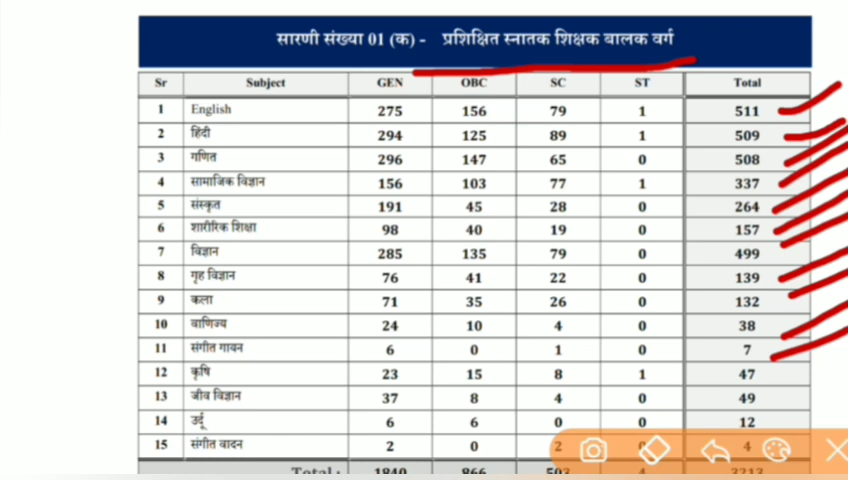 सारणी संख्या 01 (क) - प्रशिक्षित स्नातक शिक्षक बालक वर्ग
Sr Subject GEN OBC SC ST Total
1 English 275 156 79 1 511
2 हिंदी 294 125 89 1 509
3 गणित 296 147 65 0 508
4 सामाजिक विज्ञान 156 103 77 1 337
5 संस्कृत 191 45 28 0 264
6 शारीरिक शिक्षा 98 40 19 0 157
7 विज्ञान 285 135 79 0 499
8 गृह विज्ञान 76 41 22 0 139
9 कला 71 35 26 0 132
10 वाणिज्य 24 10 4 0 38
11 संगीत गायन 6 0 1 0 7
12 कृषि 23 15 8 1 47
13 जीव विज्ञान 37 8 4 0 49
14 उर्दू 6 6 0 0 12
15 संगीत वादन 2 0 2 0 4
Total : 1840 866 503 4 3213